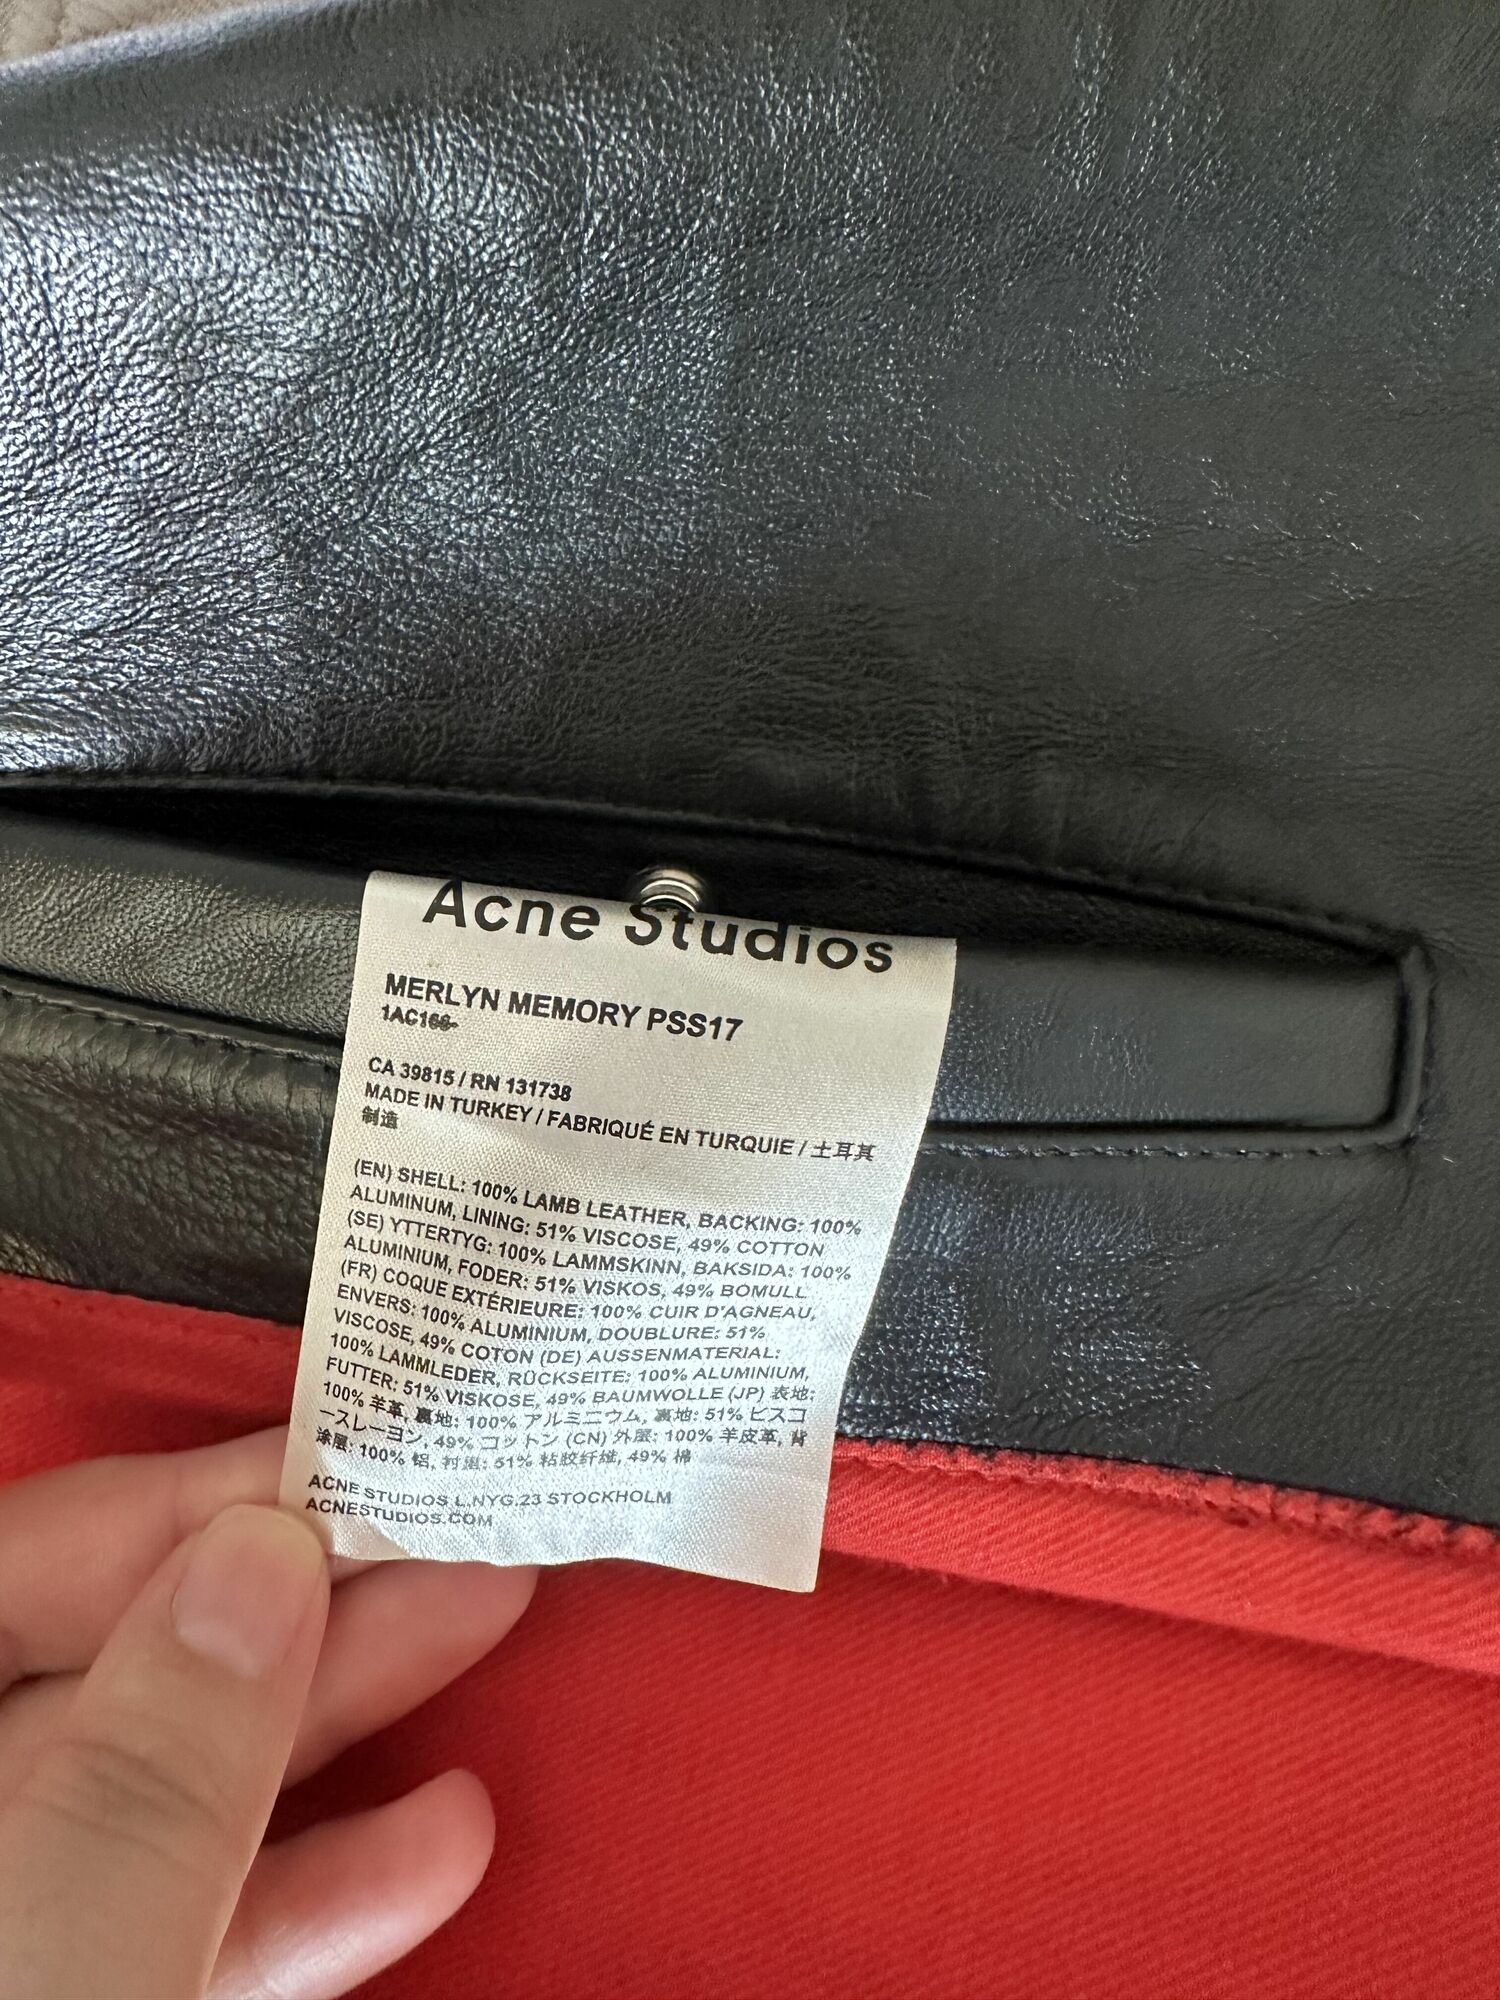 Acne Studios
MERLYN MEMORY PSS17
1AC166-
CA 39815 / RN 131738
MADE IN TURKEY / FABRIQUÉ EN TURQUIE / 土耳其
制造
(EN) SHELL: 100% LAMB LEATHER, BACKING: 100%
ALUMINUM, LINING: 51% VISCOSE, 49% COTTON
(SE) YTTERTYG: 100% LAMMSKINN, BAKSIDA: 100%
ALUMINIUM, FODER: 51% VISKOS, 49% BOMULL
(FR) COQUE EXTÉRIEURE: 100% CUIR D'AGNEAU,
ENVERS: 100% ALUMINIUM, DOUBLURE: 51%
VISCOSE, 49% COTON (DE) AUSSENMATERIAL:
100% LAMMLEDER, RÜCKSEITE: 100% ALUMINIUM,
FUTTER: 51% VISKOSE, 49% BAUMWOLLE (JP) 表地:
100% 羊革, 裏地: 100% アルミニウム, 裏地: 51% ビスコ
ースレーヨン, 49% コットン (CN) 外层: 100% 羊皮革, 背
涂层: 100% 铝, 衬里: 51% 粘胶纤维, 49% 棉
ACNE STUDIOS L.NYG.23 STOCKHOLM
ACNESTUDIOS.COM